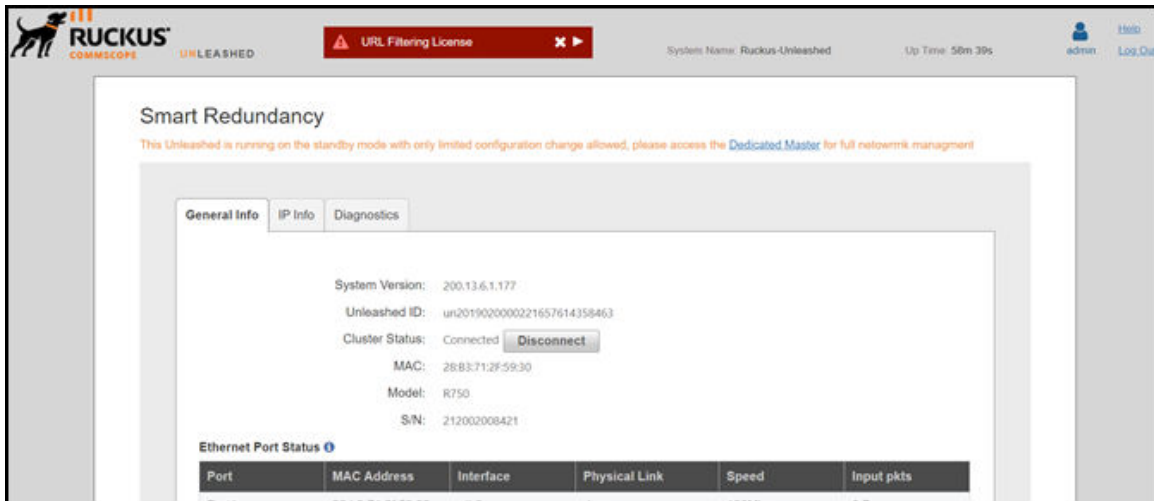 RUCKUS
COMMSCOPE
UNLEASHED
URL Filtering License
System Name: Ruckus-Unleashed
Up Time: 58m 39s
admin
Help
Log Ou
Smart Redundancy
This Unleashed is running on the standby mode with only limited configuration change allowed, please access the Dedicated Master for full netowrnk managment
General Info IP Info Diagnostics
System Version: 200.13.6.1.177
Unleashed ID: un2019020000221657614358463
Cluster Status: Connected Disconnect
MAC: 28:B3:71:2F:59:30
Model: R750
S/N: 212002008421
Ethernet Port Status
Port MAC Address Interface Physical Link Speed Input pkts